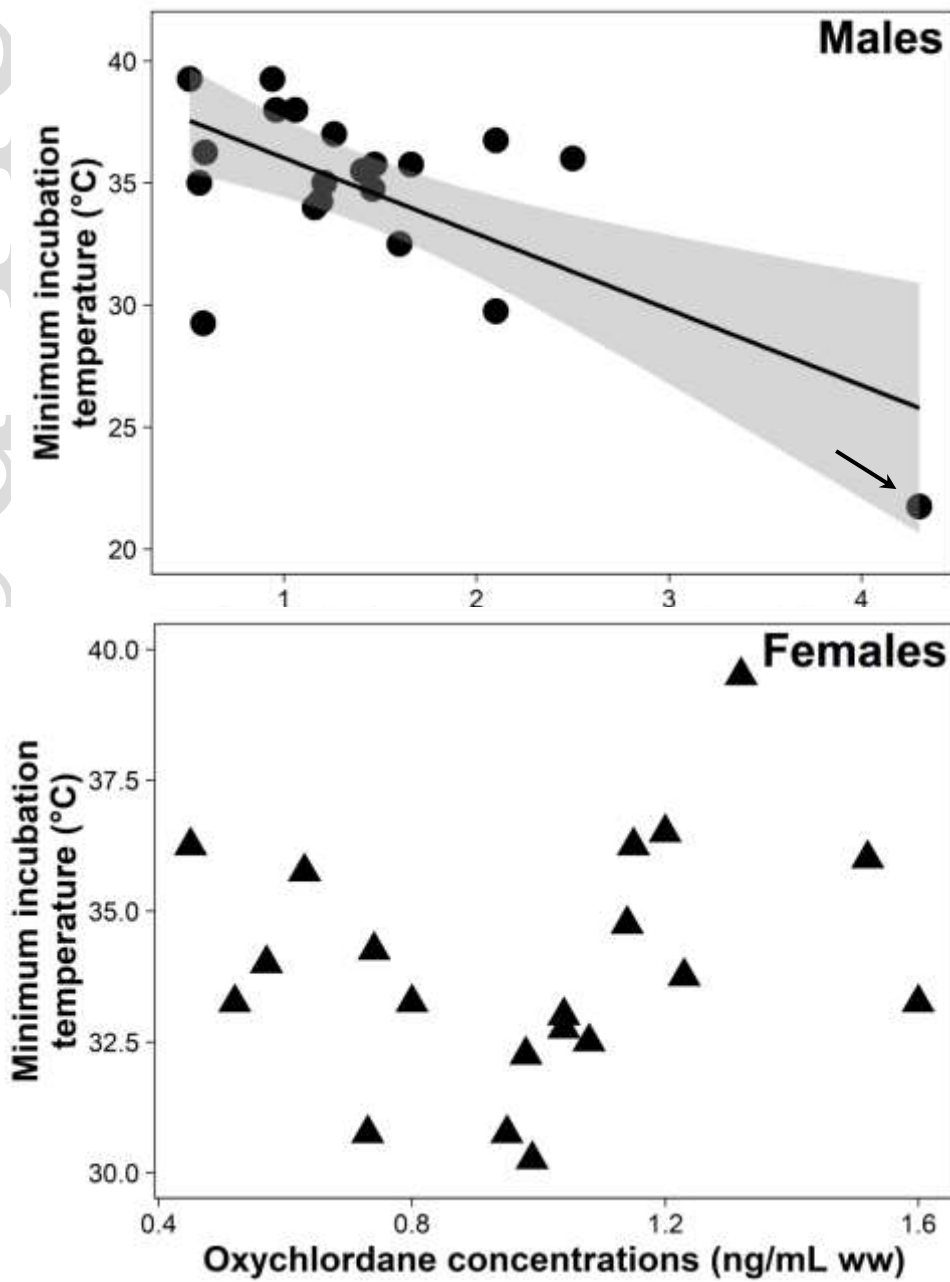 Males
40
35
30
25
20
Minimum incubation
temperature (°C)
1
2
3
4
Females
40.0
37.5
35.0
32.5
30.0
Minimum incubation
temperature (°C)
0.4
0.8
1.2
1.6
Oxychlordane concentrations (ng/mL ww)